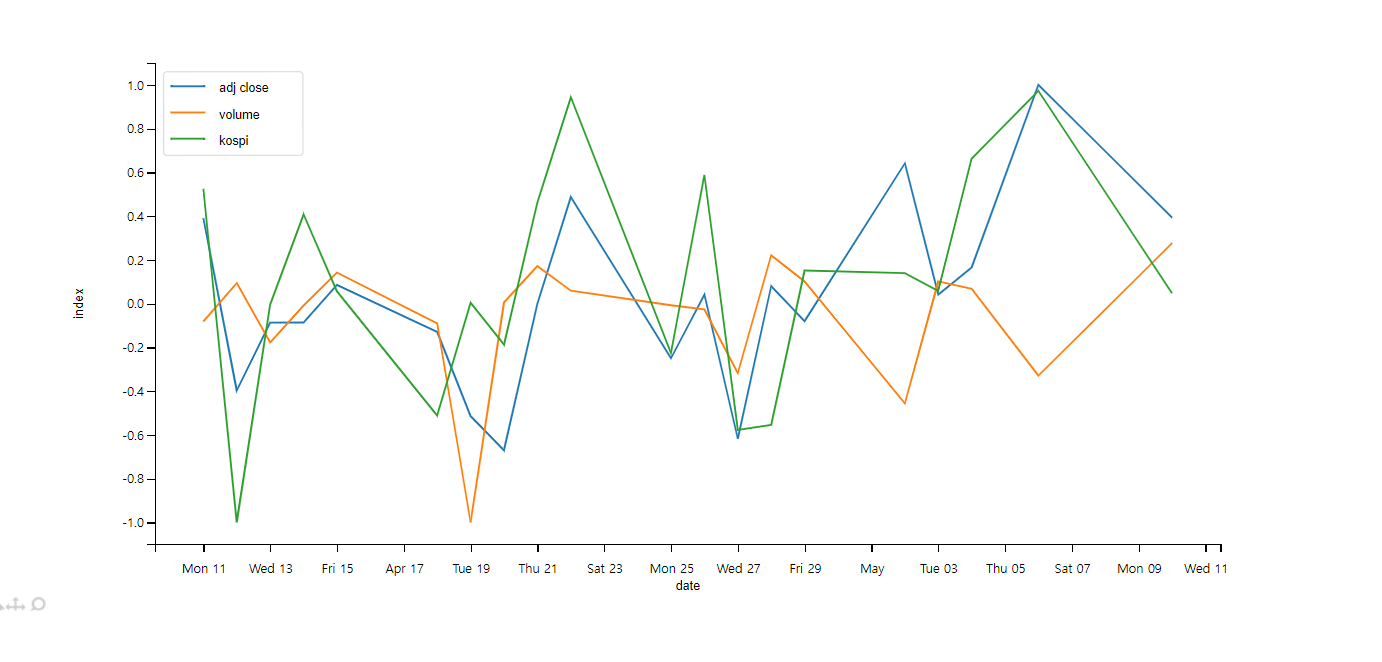 adj close
volume
kospi
1.0
0.8
0.6
0.4
0.2
0.0
-0.2
-0.4
-0.6
-0.8
-1.0
index
Mon 11 Wed 13 Fri 15 Apr 17 Tue 19 Thu 21 Sat 23 Mon 25 Wed 27 Fri 29 May Tue 03 Thu 05 Sat 07 Mon 09 Wed 11
date